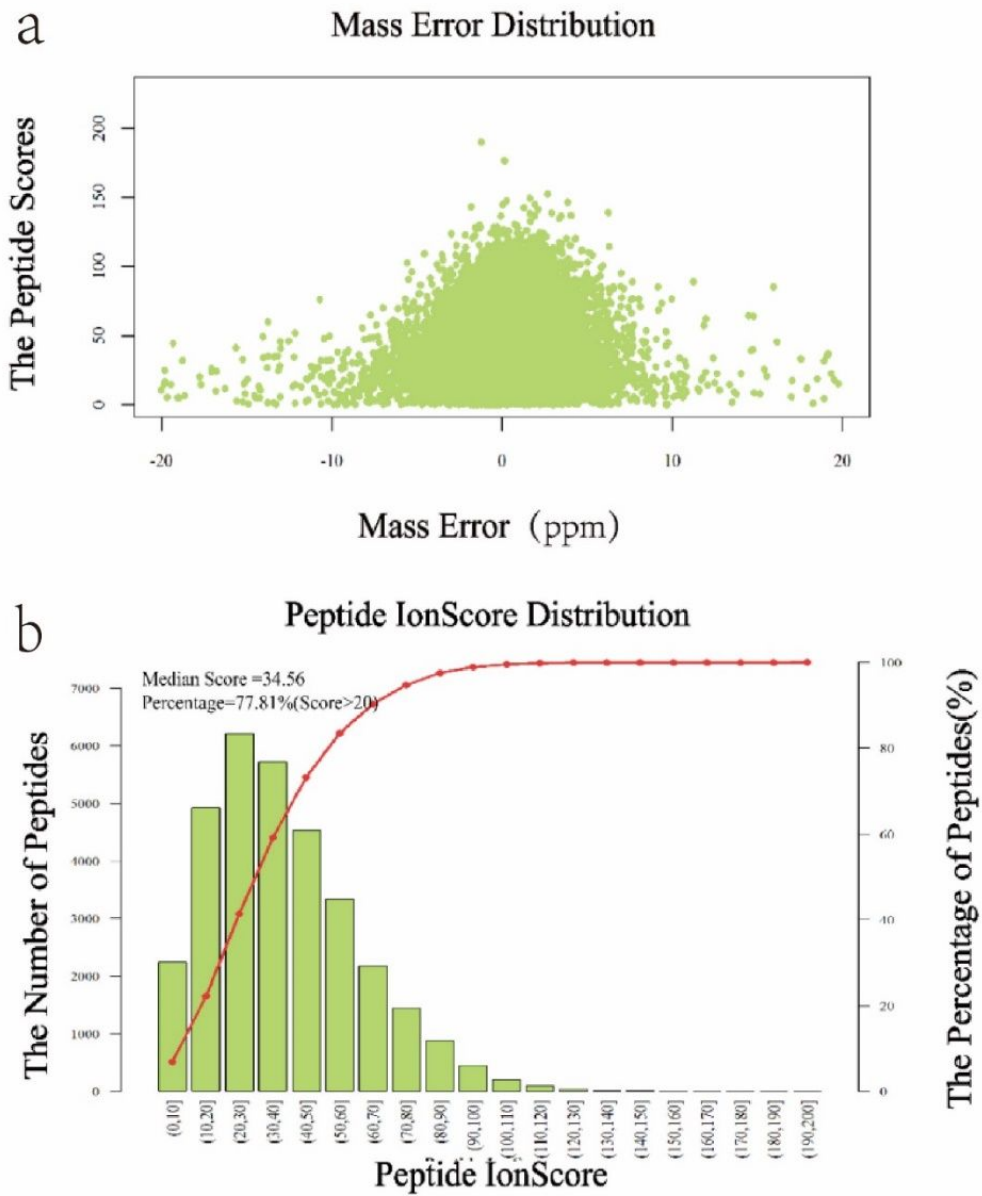 a
Mass Error Distribution
The Peptide Scores
200
150
100
50
0
-20 -10 0 10 20
Mass Error (ppm)
b
Peptide IonScore Distribution
Median Score =34.56
Percentage=77.81%(Score>20)
The Number of Peptides
7000
6000
5000
4000
3000
2000
1000
0
100
80
60
40
20
0
The Percentage of Peptides(%)
(0,10] (10,20] (20,30] (30,40] (40,50] (50,60] (60,70] (70,80] (80,90] (90,100] (100,110] (110,120] (120,130] (130,140] (140,150] (150,160] (160,170] (170,180] (180,190] (190,200]
Peptide IonScore